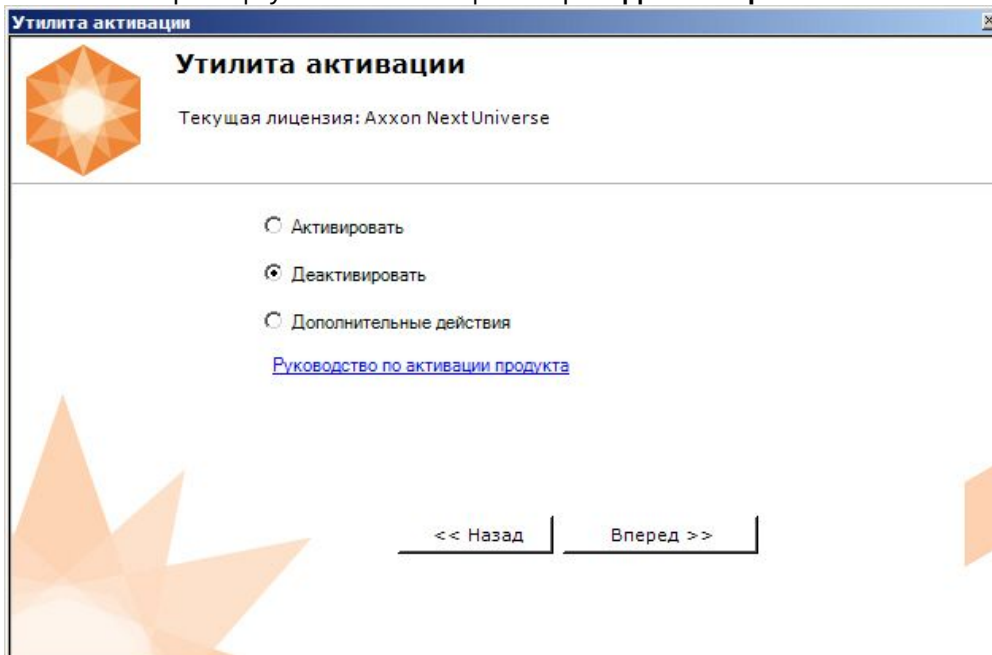 Утилита активации
Утилита активации
Текущая лицензия: Axxon Next Universe
Активировать
Деактивировать
Дополнительные действия
Руководство по активации продукта
<< Назад
Вперед >>